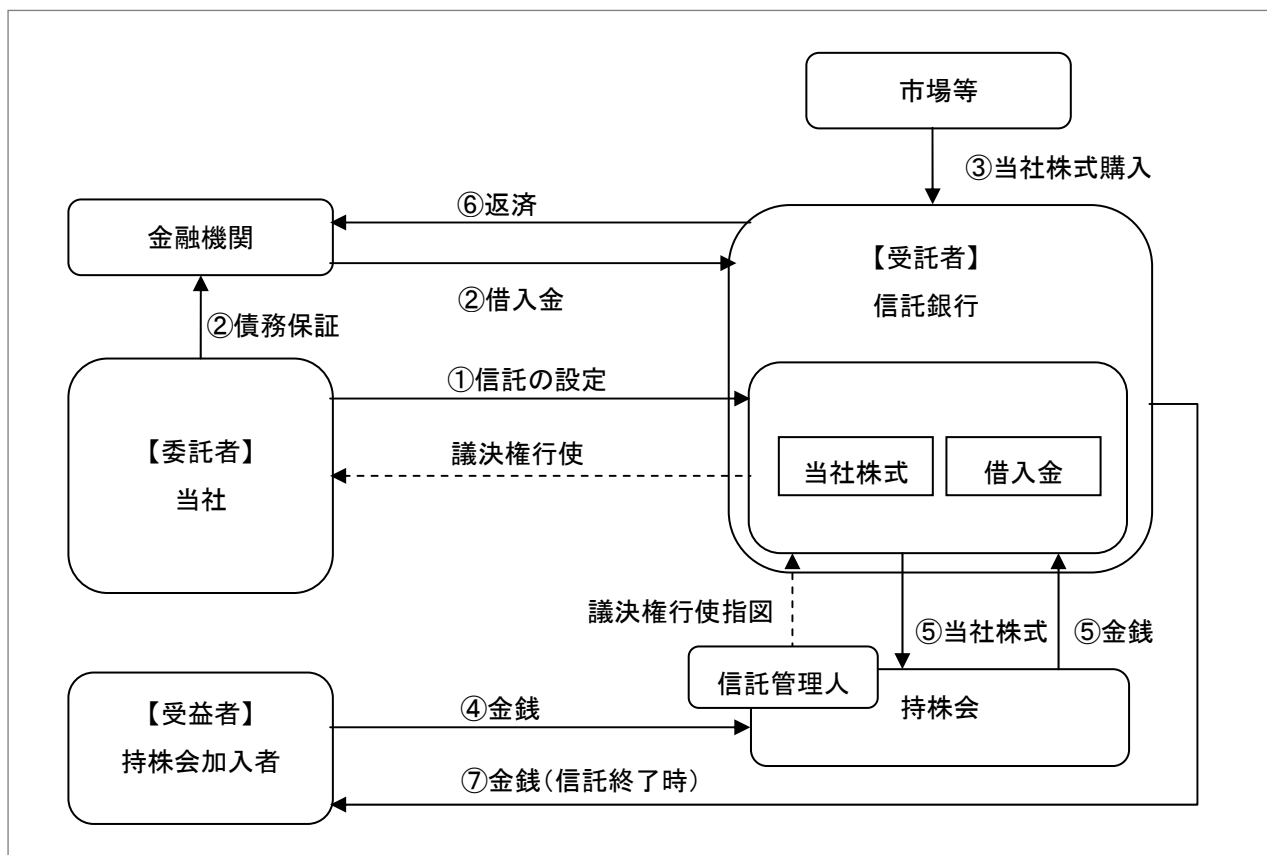 市場等
③当社株式購入
⑥返済
金融機関
【受託者】
信託銀行
②借入金
②債務保証
①信託の設定
【委託者】
当社
議決権行使
当社株式
借入金
議決権行使指図
⑤当社株式
⑤金銭
信託管理人
持株会
【受益者】
持株会加入者
④金銭
⑦金銭(信託終了時)